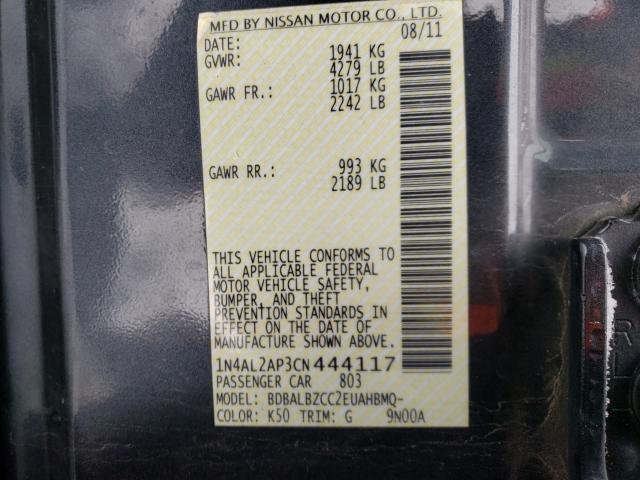 MFD BY NISSAN MOTOR CO., LTD.
DATE: 08/11
GVWR: 1941 KG
4279 LB
GAWR FR.: 1017 KG
2242 LB
GAWR RR.: 993 KG
2189 LB
THIS VEHICLE CONFORMS TO
ALL APPLICABLE FEDERAL
MOTOR VEHICLE SAFETY,
BUMPER, AND THEFT
PREVENTION STANDARDS IN
EFFECT ON THE DATE OF
MANUFACTURE SHOWN ABOVE.
1N4AL2AP3CN444117
PASSENGER CAR 803
MODEL: BDBALBZCC2EUAHBMQ-
COLOR: K50 TRIM: G 9N00A
R